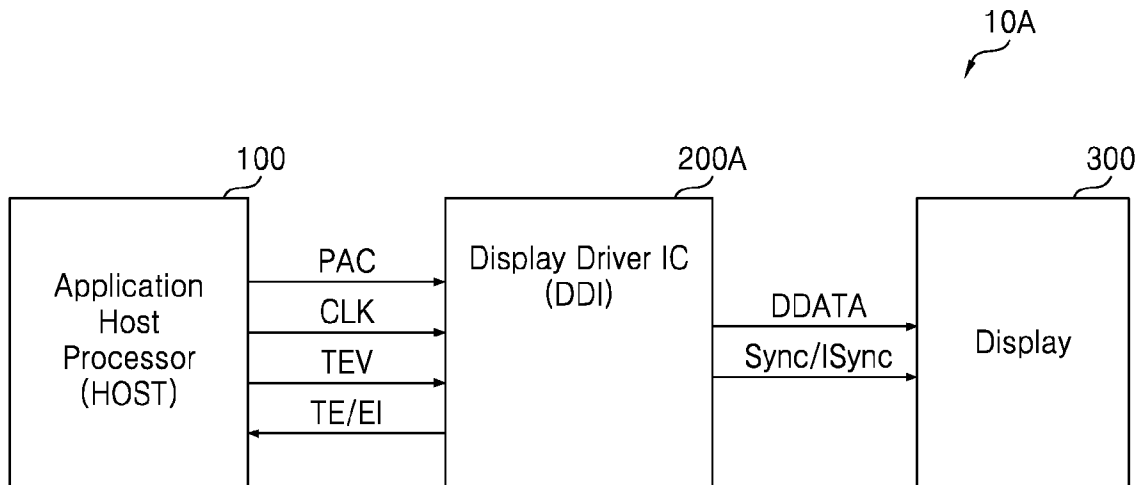 10A
100
200A
300
Application
Host
Processor
(HOST)
PAC
CLK
TEV
TE/EI
Display Driver IC
(DDI)
DDATA
Sync/ISync
Display